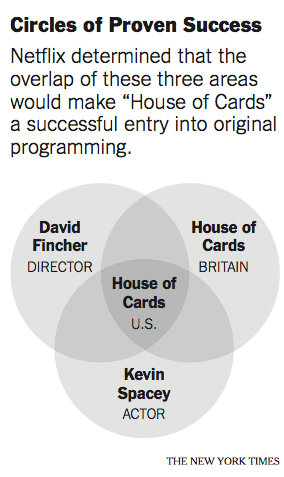 Circles of Proven Success
Netflix determined that the
overlap of these three areas
would make “House of Cards”
a successful entry into original
programming.
David
Fincher
DIRECTOR
House of
Cards
BRITAIN
House of
Cards
U.S.
Kevin
Spacey
ACTOR
THE NEW YORK TIMES